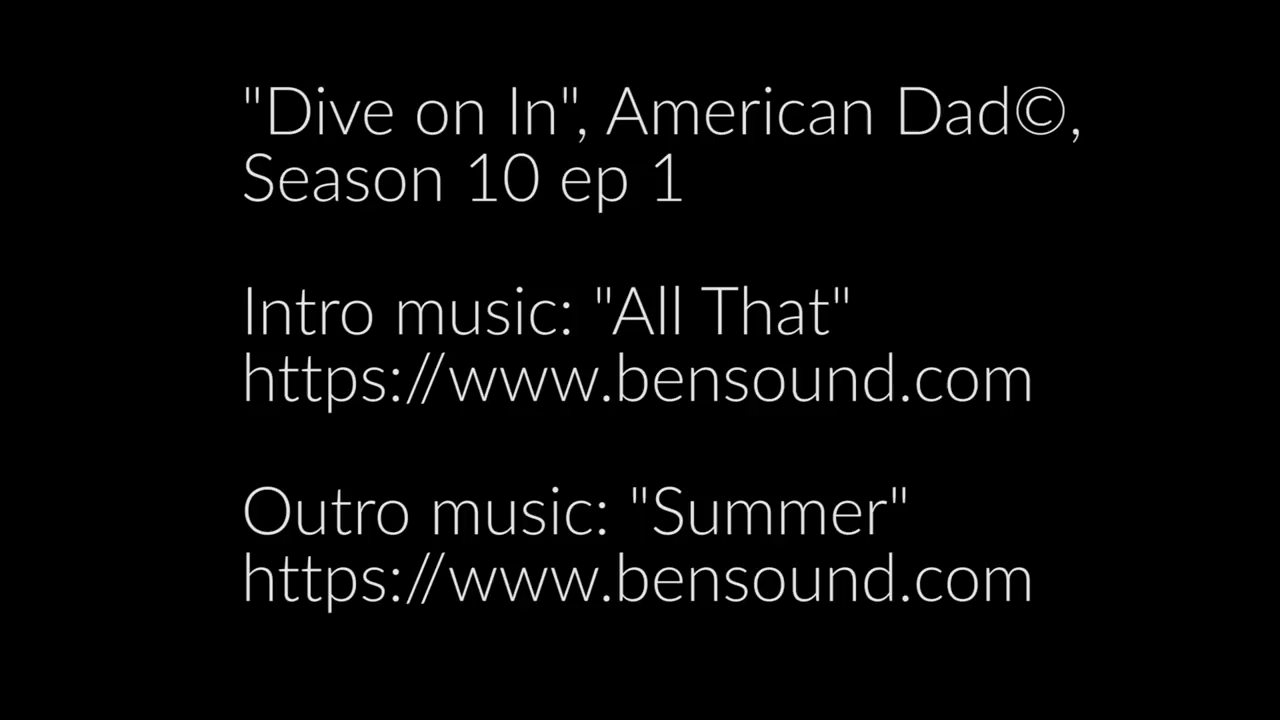 "Dive on In", American Dad©,
Season 10 ep 1
Intro music: "All That"
https://www.bensound.com
Outro music: "Summer"
https://www.bensound.com